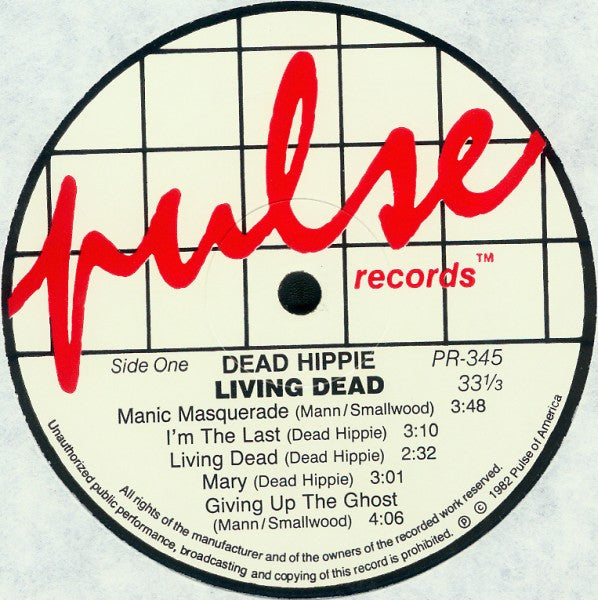 pulse
records™
Side One DEAD HIPPIE PR-345
LIVING DEAD 33⅓
Manic Masquerade (Mann/Smallwood) 3:48
I'm The Last (Dead Hippie) 3:10
Living Dead (Dead Hippie) 2:32
Mary (Dead Hippie) 3:01
Giving Up The Ghost
(Mann/Smallwood) 4:06
All rights of the manufacturer and of the owners of the recorded work reserved.
Unauthorized public performance, broadcasting and copying of this record is prohibited. ℗ © 1982 Pulse of America